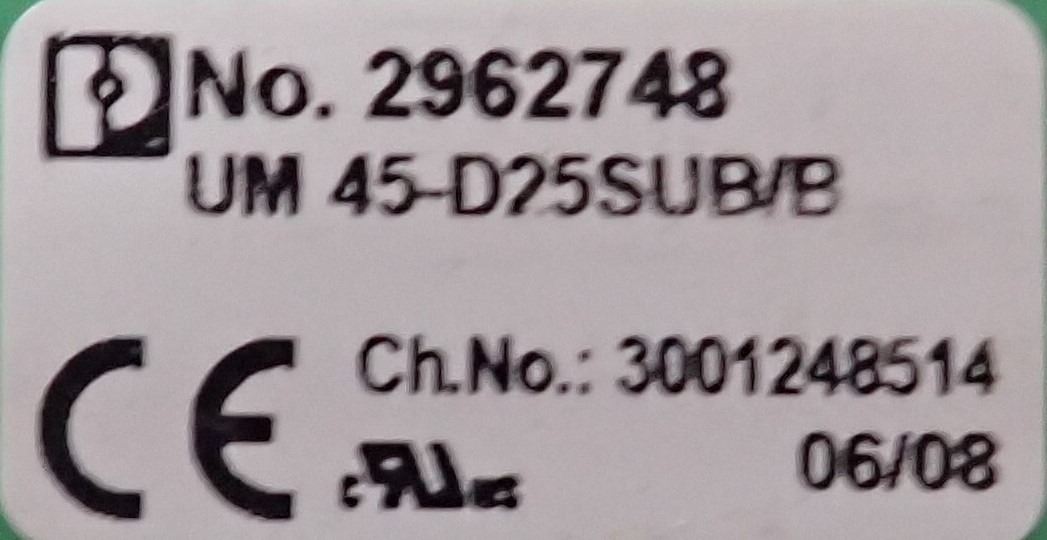 No. 2962748
UM 45-D25SUB/B
CE
Ch.No.: 3001248514
06/08